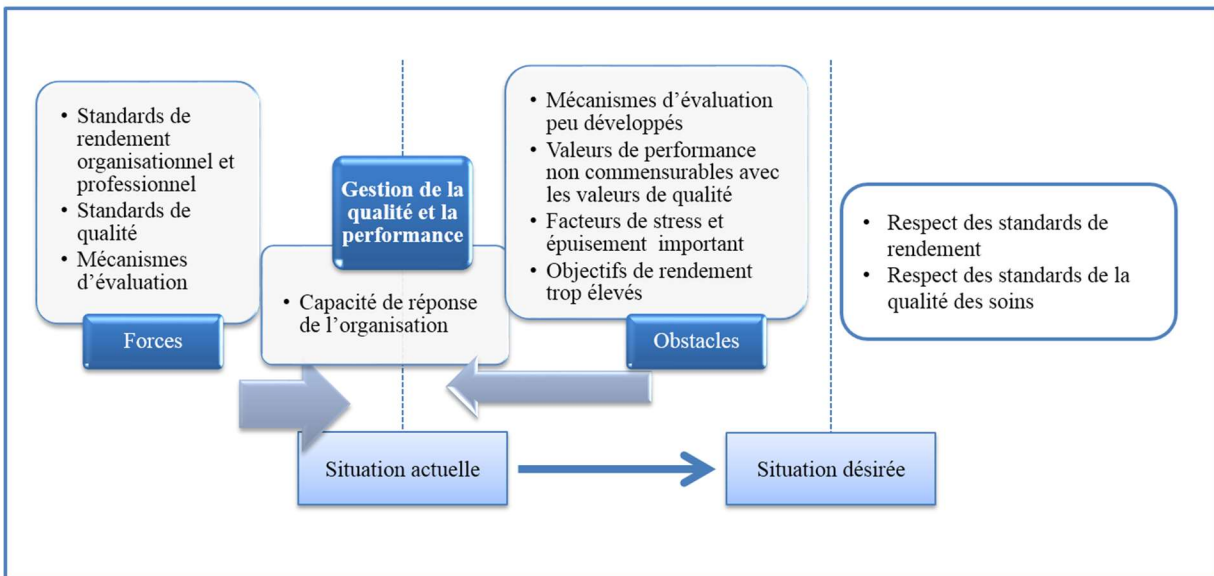 • Standards de
rendement
organisationnel et
professionnel
• Standards de
qualité
• Mécanismes
d’évaluation
Forces
Gestion de la
qualité et la
performance
• Capacité de réponse
de l’organisation
• Mécanismes d’évaluation
peu développés
• Valeurs de performance
non commensurables avec
les valeurs de qualité
• Facteurs de stress et
épuisement important
• Objectifs de rendement
trop élevés
Obstacles
• Respect des standards de
rendement
• Respect des standards de la
qualité des soins
Situation actuelle
Situation désirée